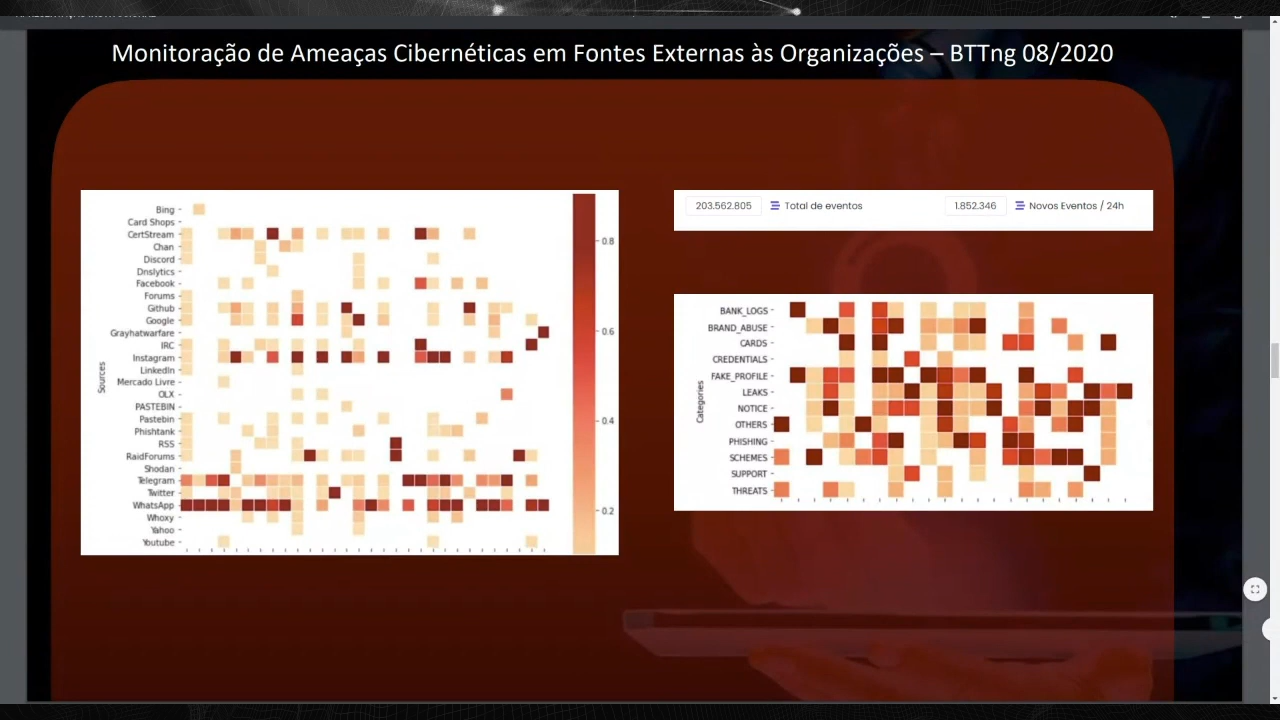 Monitoração de Ameaças Cibernéticas em Fontes Externas às Organizações – BTTng 08/2020
Sources
Bing
Card Shops
CertStream
Chan
Discord
Dnslytics
Facebook
Forums
Github
Google
Grayhatwarfare
IRC
Instagram
LinkedIn
Mercado Livre
OLX
PASTEBIN
Pastebin
Phishtank
RSS
RaidForums
Shodan
Telegram
Twitter
WhatsApp
Whoxy
Yahoo
Youtube
0.8
0.6
0.4
0.2
203.562.805 Total de eventos 1.852.346 Novos Eventos / 24h
Categories
BANK_LOGS
BRAND_ABUSE
CARDS
CREDENTIALS
FAKE_PROFILE
LEAKS
NOTICE
OTHERS
PHISHING
SCHEMES
SUPPORT
THREATS